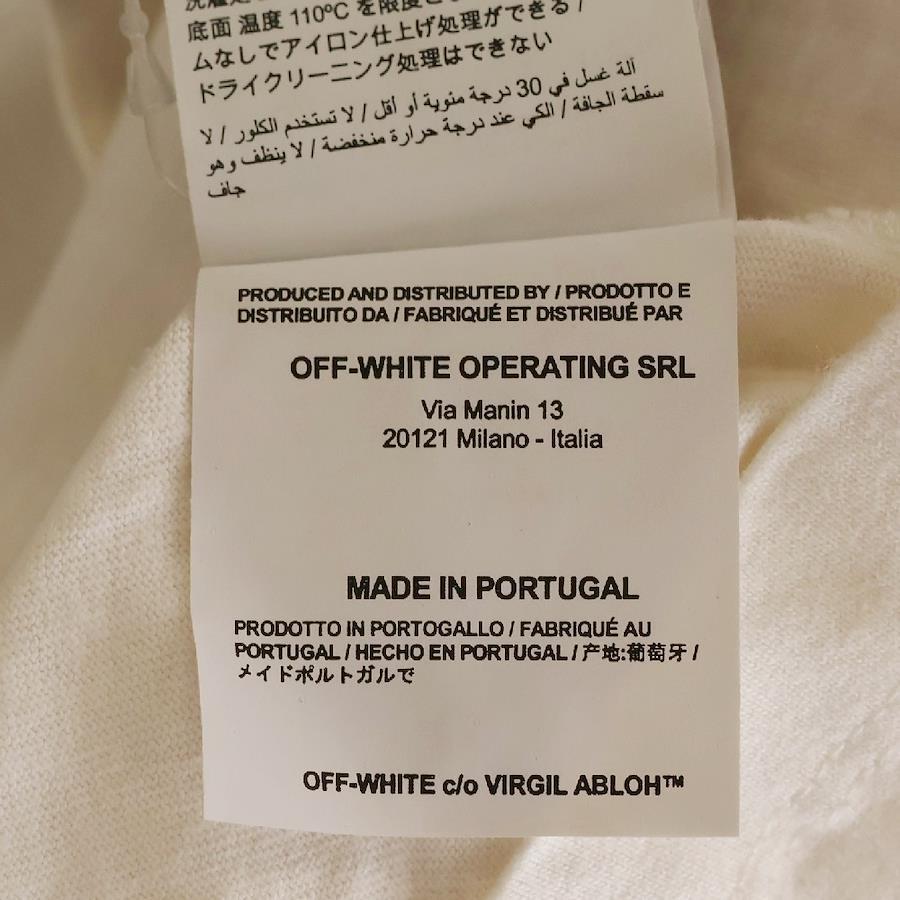 底面 温度 110ºC を限度と
ムなしでアイロン仕上げ処理ができる /
ドライクリーニング処理はできない
آلة غسل في 30 درجة مئوية أو أقل / لا تستخدم الكلور / لا
سقطة الجافة / الكي عند درجة حرارة منخفضة / لا ينظف وهو
جاف
PRODUCED AND DISTRIBUTED BY / PRODOTTO E
DISTRIBUITO DA / FABRIQUÉ ET DISTRIBUÉ PAR
OFF-WHITE OPERATING SRL
Via Manin 13
20121 Milano - Italia
MADE IN PORTUGAL
PRODOTTO IN PORTOGALLO / FABRIQUÉ AU
PORTUGAL / HECHO EN PORTUGAL / 产地:葡萄牙 /
メイドポルトガルで
OFF-WHITE c/o VIRGIL ABLOH™